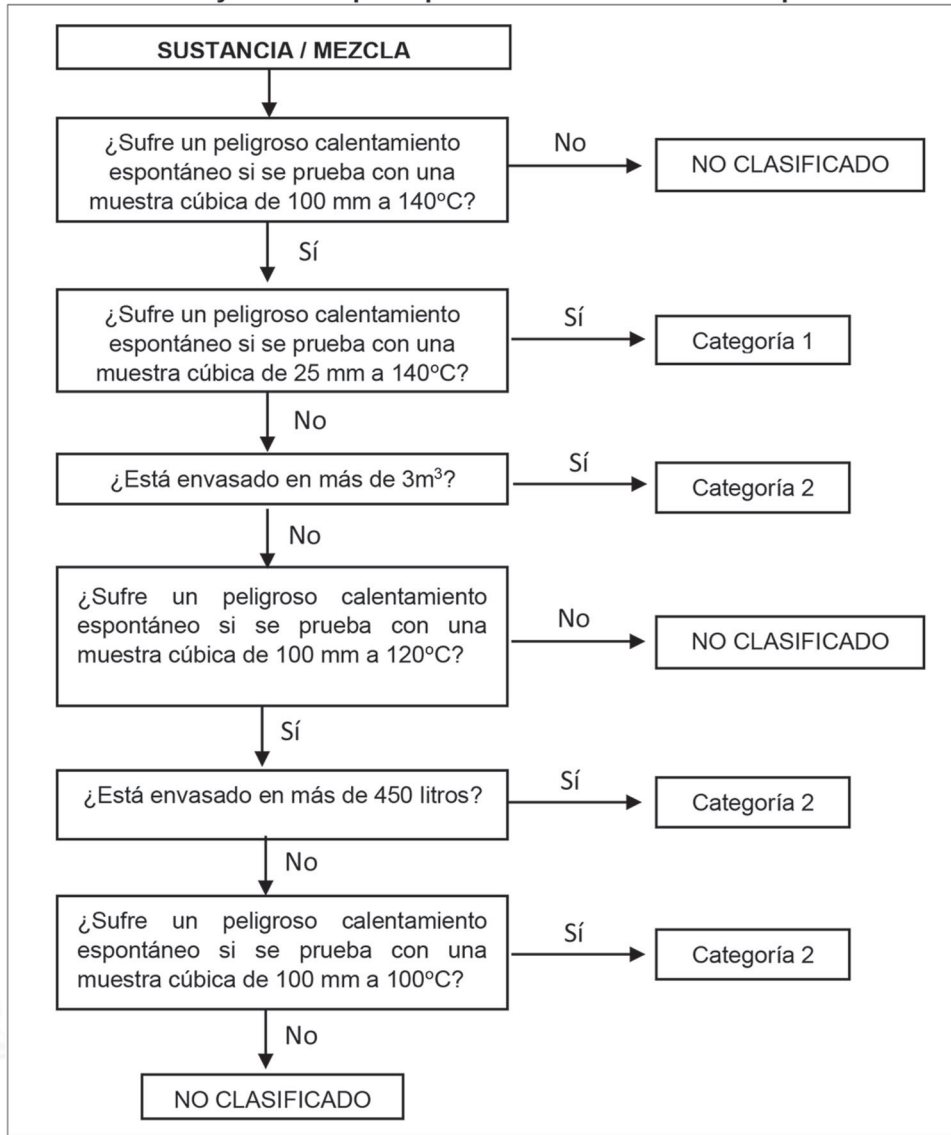 SUSTANCIA / MEZCLA
¿Sufre un peligroso calentamiento
espontáneo si se prueba con una
muestra cúbica de 100 mm a 140°C?
No
NO CLASIFICADO
Sí
¿Sufre un peligroso calentamiento
espontáneo si se prueba con una
muestra cúbica de 25 mm a 140°C?
Sí
Categoría 1
No
¿Está envasado en más de 3m³?
Sí
Categoría 2
No
¿Sufre un peligroso calentamiento
espontáneo si se prueba con una
muestra cúbica de 100 mm a 120°C?
No
NO CLASIFICADO
Sí
¿Está envasado en más de 450 litros?
Sí
Categoría 2
No
¿Sufre un peligroso calentamiento
espontáneo si se prueba con una
muestra cúbica de 100 mm a 100°C?
Sí
Categoría 2
No
NO CLASIFICADO